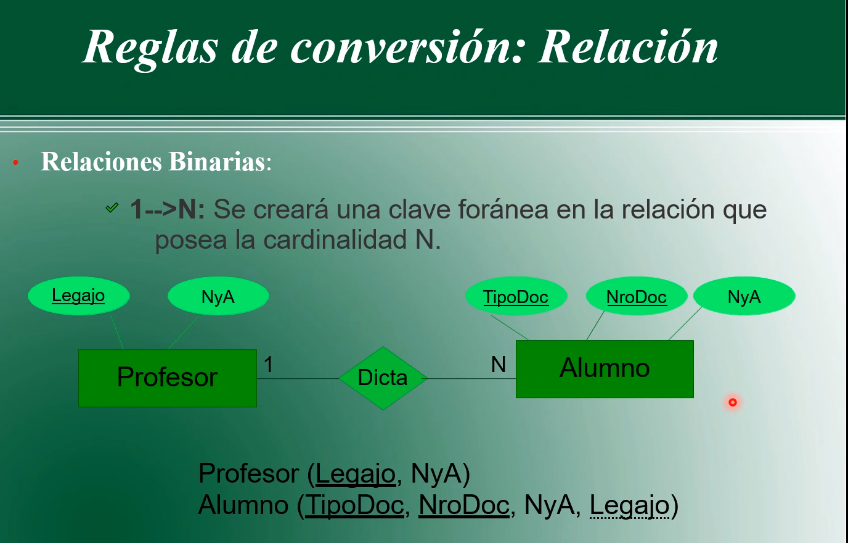 Reglas de conversión: Relación
• Relaciones Binarias:
1-->N: Se creará una clave foránea en la relación que
posea la cardinalidad N.
Legajo NyA TipoDoc NroDoc NyA
Profesor 1 Dicta N Alumno
Profesor (Legajo, NyA)
Alumno (TipoDoc, NroDoc, NyA, Legajo)